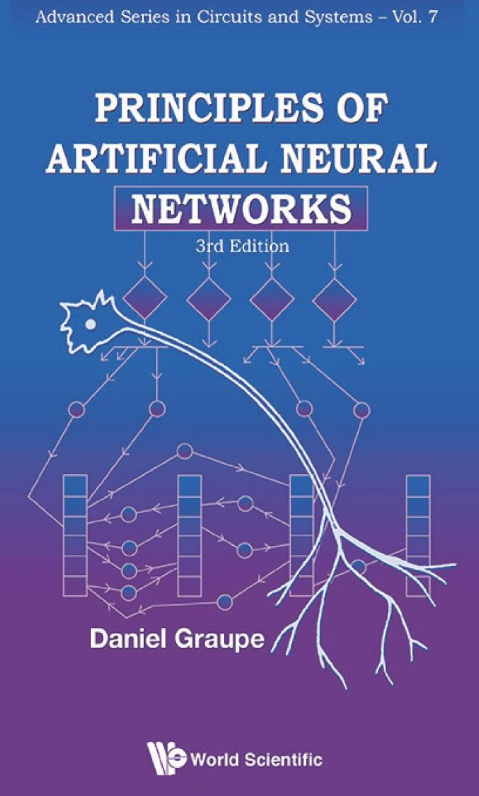 Advanced Series in Circuits and Systems – Vol. 7
PRINCIPLES OF
ARTIFICIAL NEURAL
NETWORKS
3rd Edition
Daniel Graupe
World Scientific